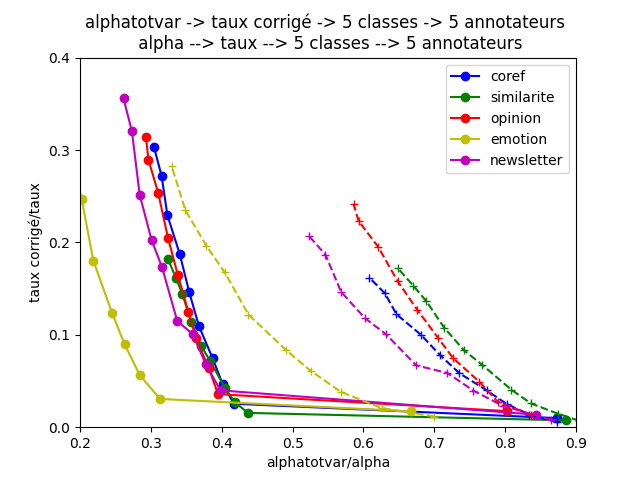 alphatotvar -> taux corrigé -> 5 classes -> 5 annotateurs
alpha --> taux --> 5 classes --> 5 annotateurs
0.4
0.3
0.2
0.1
0.0
taux corrigé/taux
coref
similarite
opinion
emotion
newsletter
0.2 0.3 0.4 0.5 0.6 0.7 0.8 0.9
alphatotvar/alpha